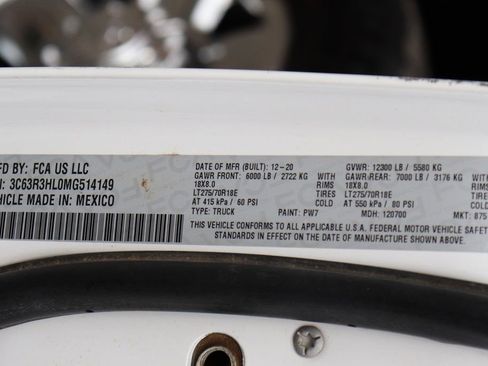 MFD BY: FCA US LLC
N: 3C63R3HL0MG514149
VEHICLE MADE IN: MEXICO
DATE OF MFR (BUILT): 12-20 GVWR: 12300 LB / 5580 KG
GAWR FRONT: 6000 LB / 2722 KG WITH GAWR-REAR: 7000 LB / 3176 KG WITH
18X8.0 RIMS 18X8.0 RIMS
LT275/70R18E TIRES LT275/70R18E TIRES
AT 415 kPa / 60 PSI COLD AT 550 kPa / 80 PSI COLD
TYPE: TRUCK PAINT: PW7 MDH: 120700 MKT: 875
THIS VEHICLE CONFORMS TO ALL APPLICABLE U.S.A. FEDERAL MOTOR VEHICLE SAFET
STANDARDS IN EFFECT ON THE DATE OF MANUFACTURE SHOWN ABOVE.